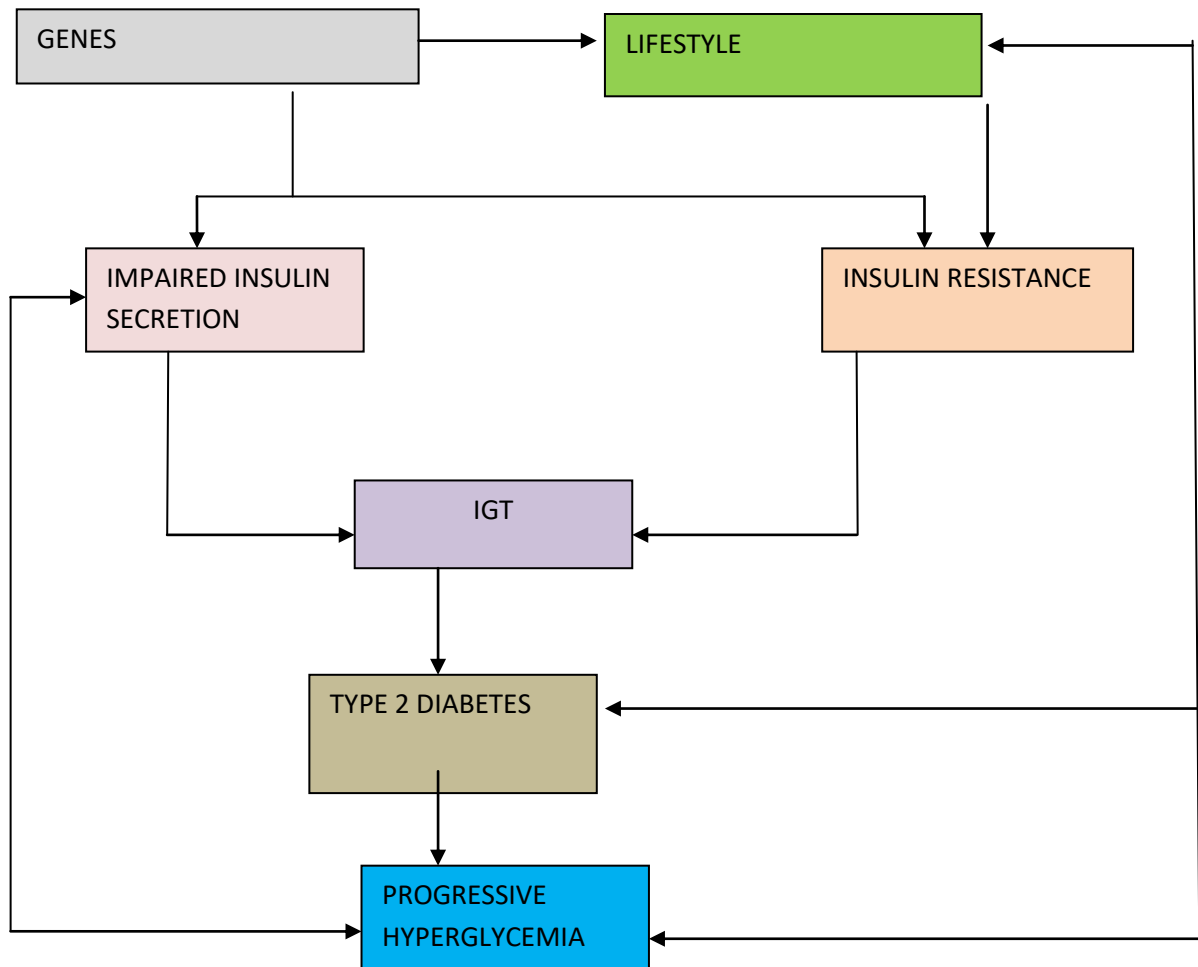 GENES
LIFESTYLE
IMPAIRED INSULIN
SECRETION
INSULIN RESISTANCE
IGT
TYPE 2 DIABETES
PROGRESSIVE
HYPERGLYCEMIA